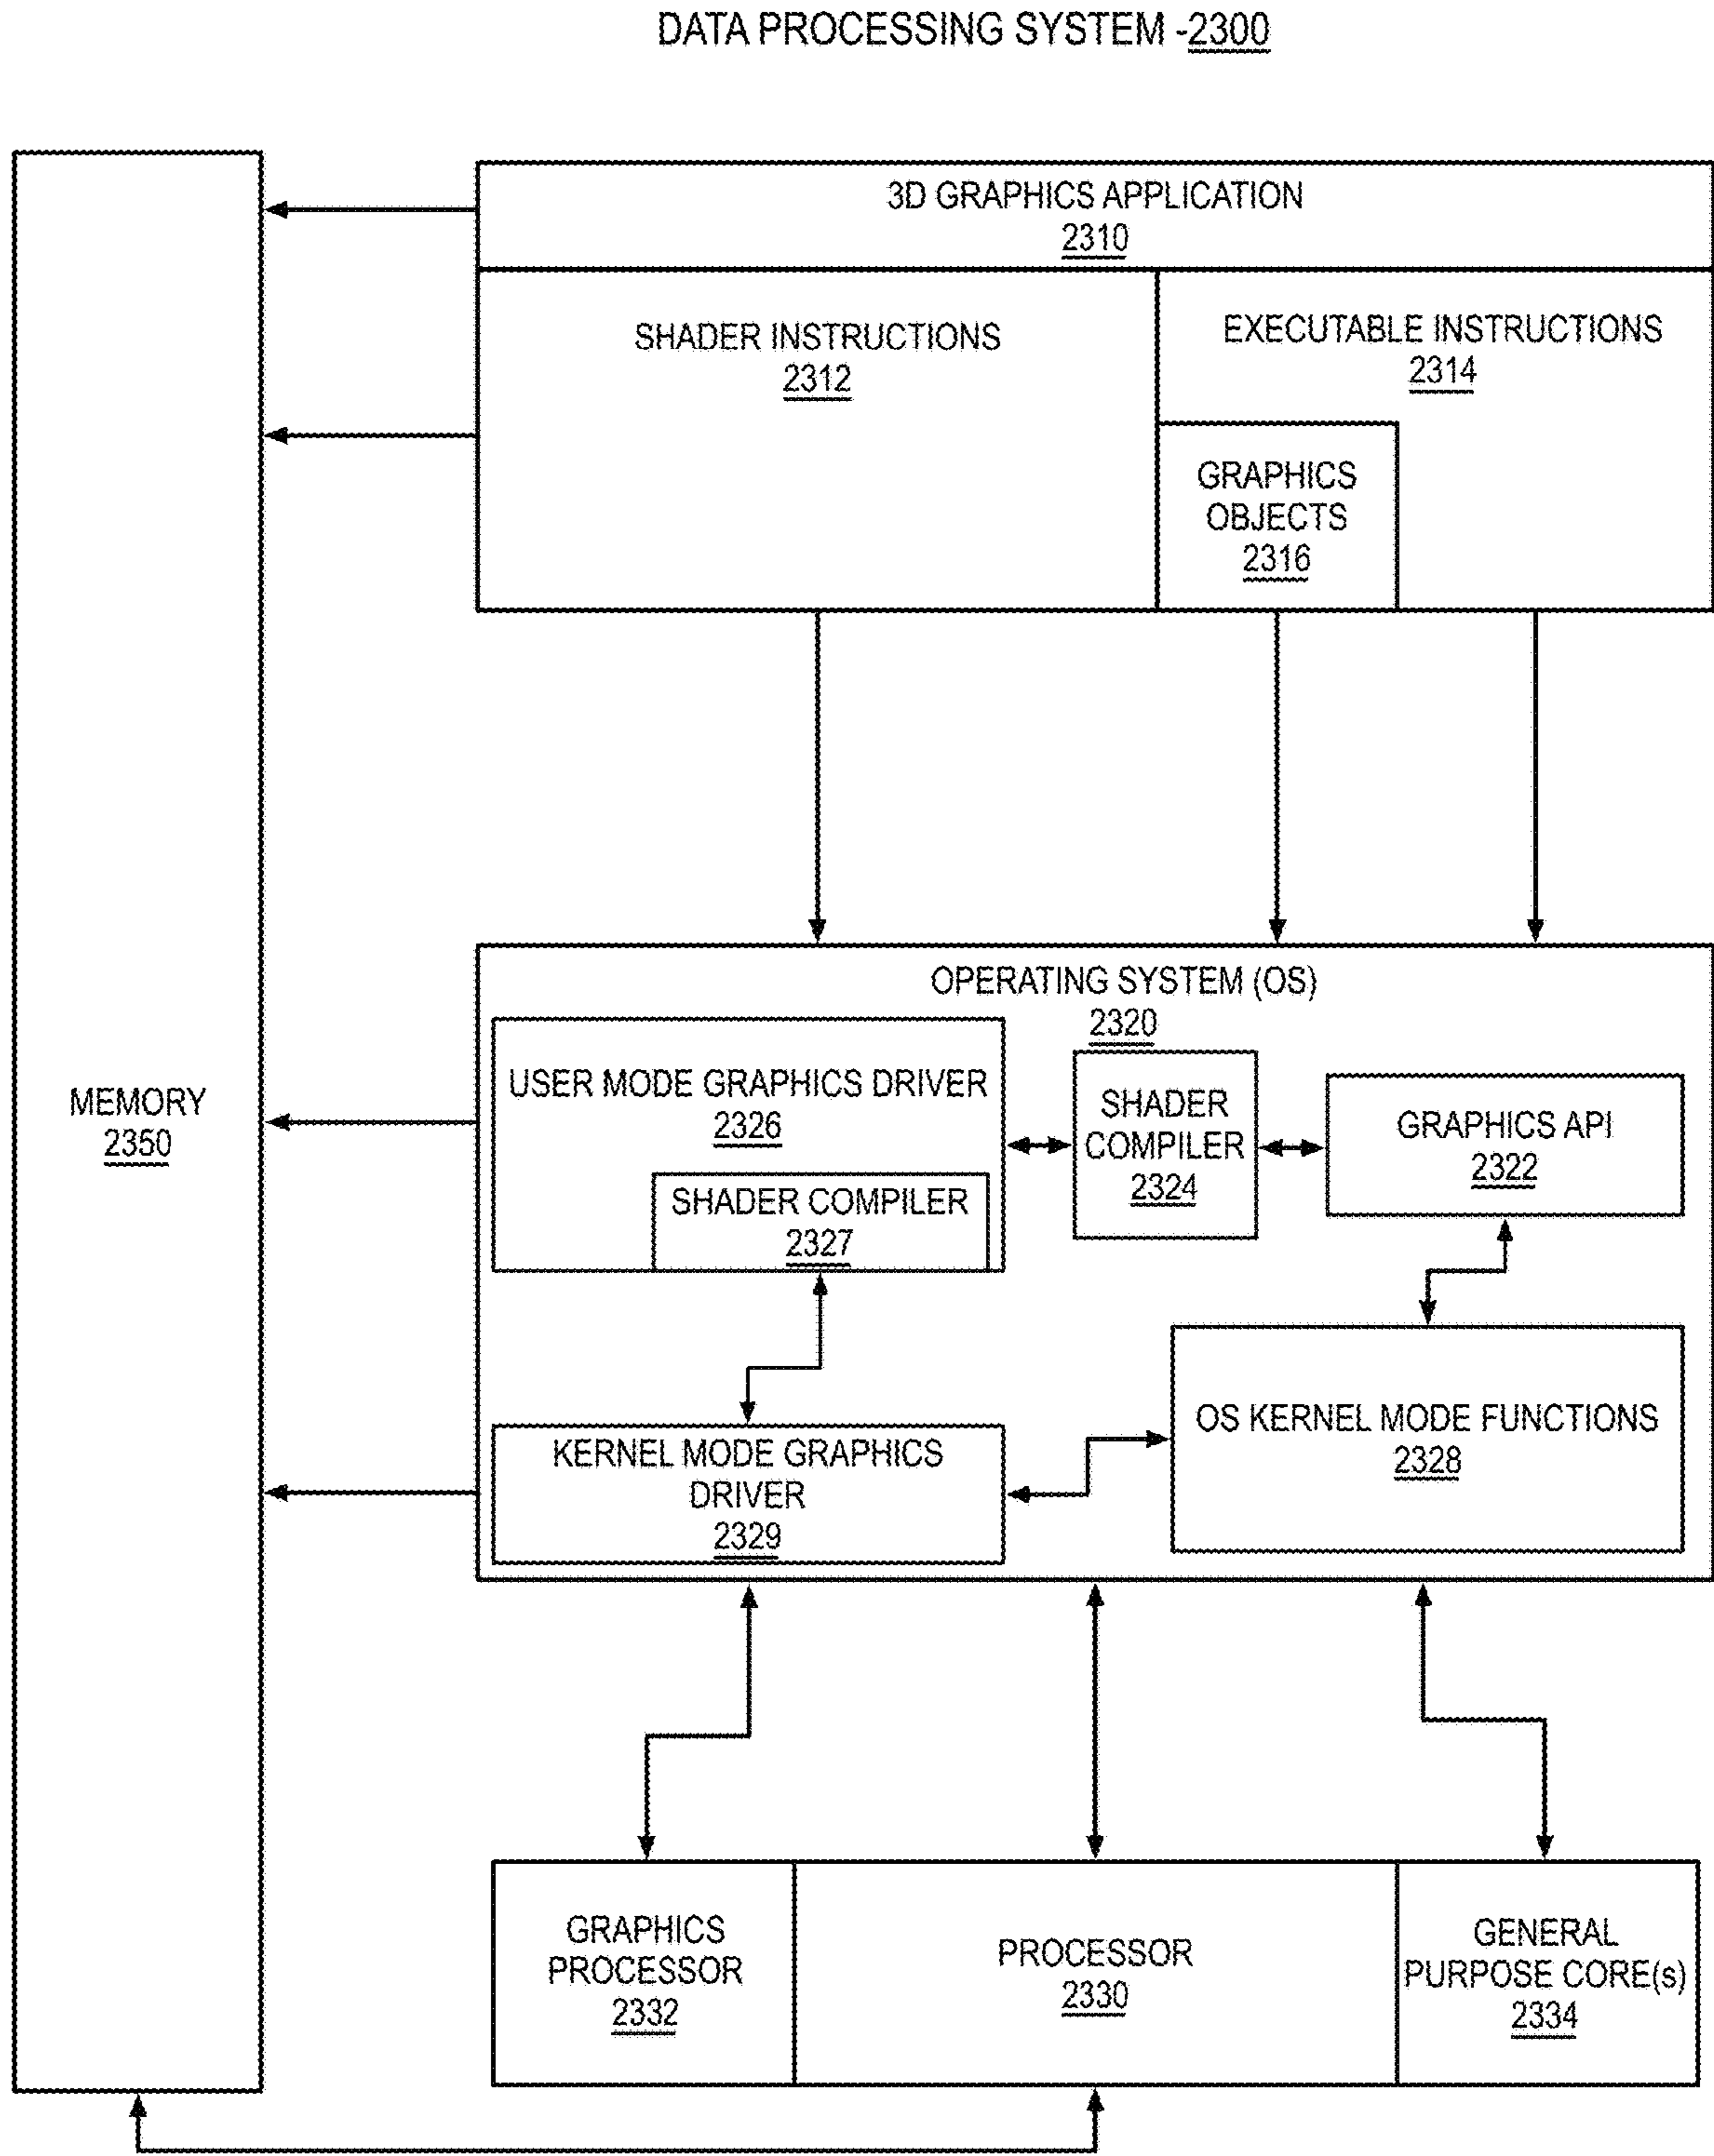 DATA PROCESSING SYSTEM -2300
3D GRAPHICS APPLICATION
2310
SHADER INSTRUCTIONS
2312
EXECUTABLE INSTRUCTIONS
2314
GRAPHICS
OBJECTS
2316
MEMORY
2350
OPERATING SYSTEM (OS)
2320
USER MODE GRAPHICS DRIVER
2326
SHADER COMPILER
2327
SHADER
COMPILER
2324
GRAPHICS API
2322
KERNEL MODE GRAPHICS
DRIVER
2329
OS KERNEL MODE FUNCTIONS
2328
GRAPHICS
PROCESSOR
2332
PROCESSOR
2330
GENERAL
PURPOSE CORE(s)
2334